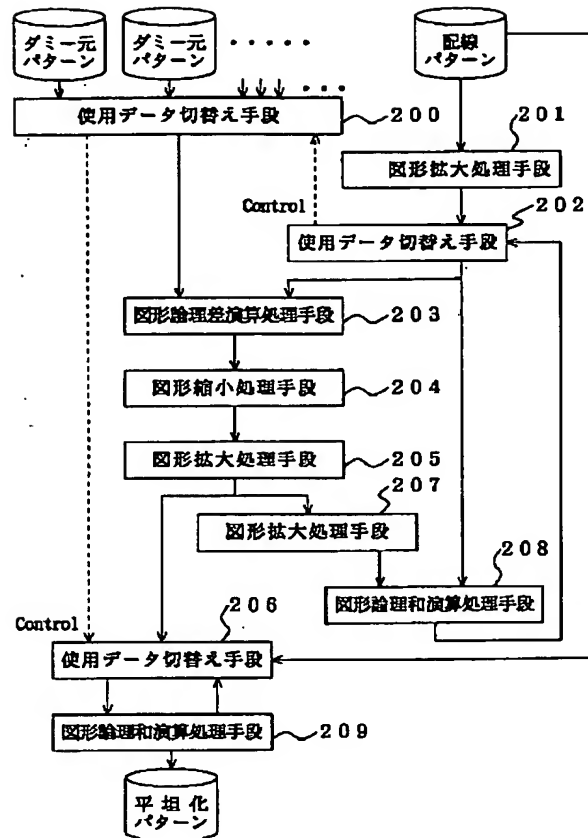 ダミー元
パターン
ダミー元
パターン
・・・・・
配線
パターン
・・・
使用データ切替え手段
200
201
図形拡大処理手段
Control
202
使用データ切替え手段
図形論理差演算処理手段
203
図形縮小処理手段
204
図形拡大処理手段
205
207
図形拡大処理手段
208
図形論理和演算処理手段
Control
206
使用データ切替え手段
図形論理和演算処理手段
209
平坦化
パターン